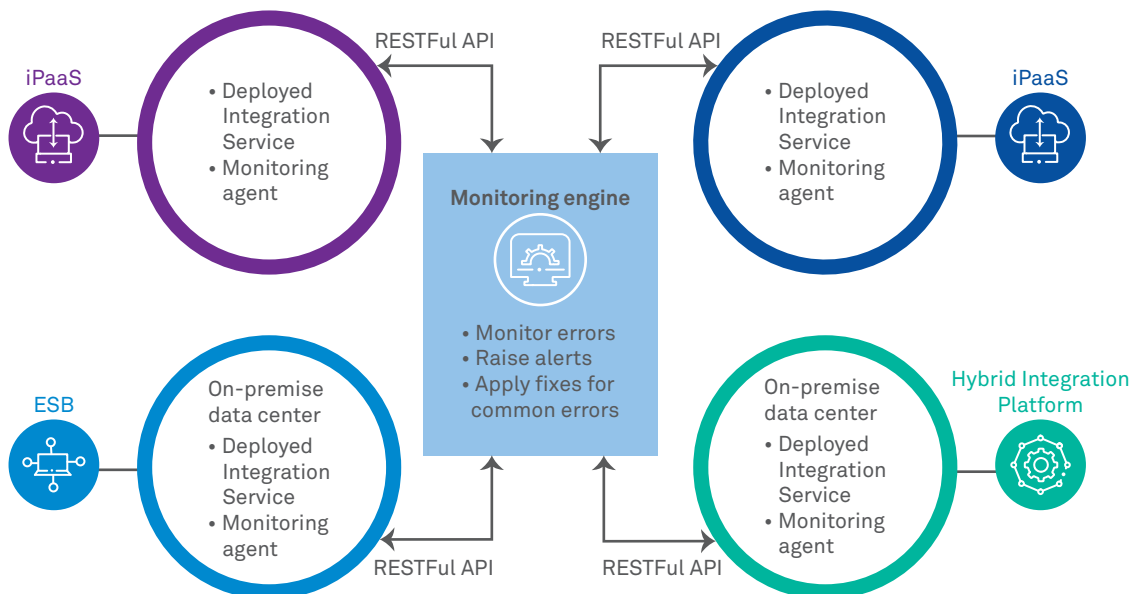 RESTFul API
RESTFul API
iPaaS
• Deployed
Integration
Service
• Monitoring
agent
• Deployed
Integration
Service
• Monitoring
agent
iPaaS
Monitoring engine
• Monitor errors
• Raise alerts
• Apply fixes for
common errors
ESB
On-premise
data center
• Deployed
Integration
Service
• Monitoring
agent
On-premise
data center
• Deployed
Integration
Service
• Monitoring
agent
Hybrid Integration
Platform
RESTFul API
RESTFul API